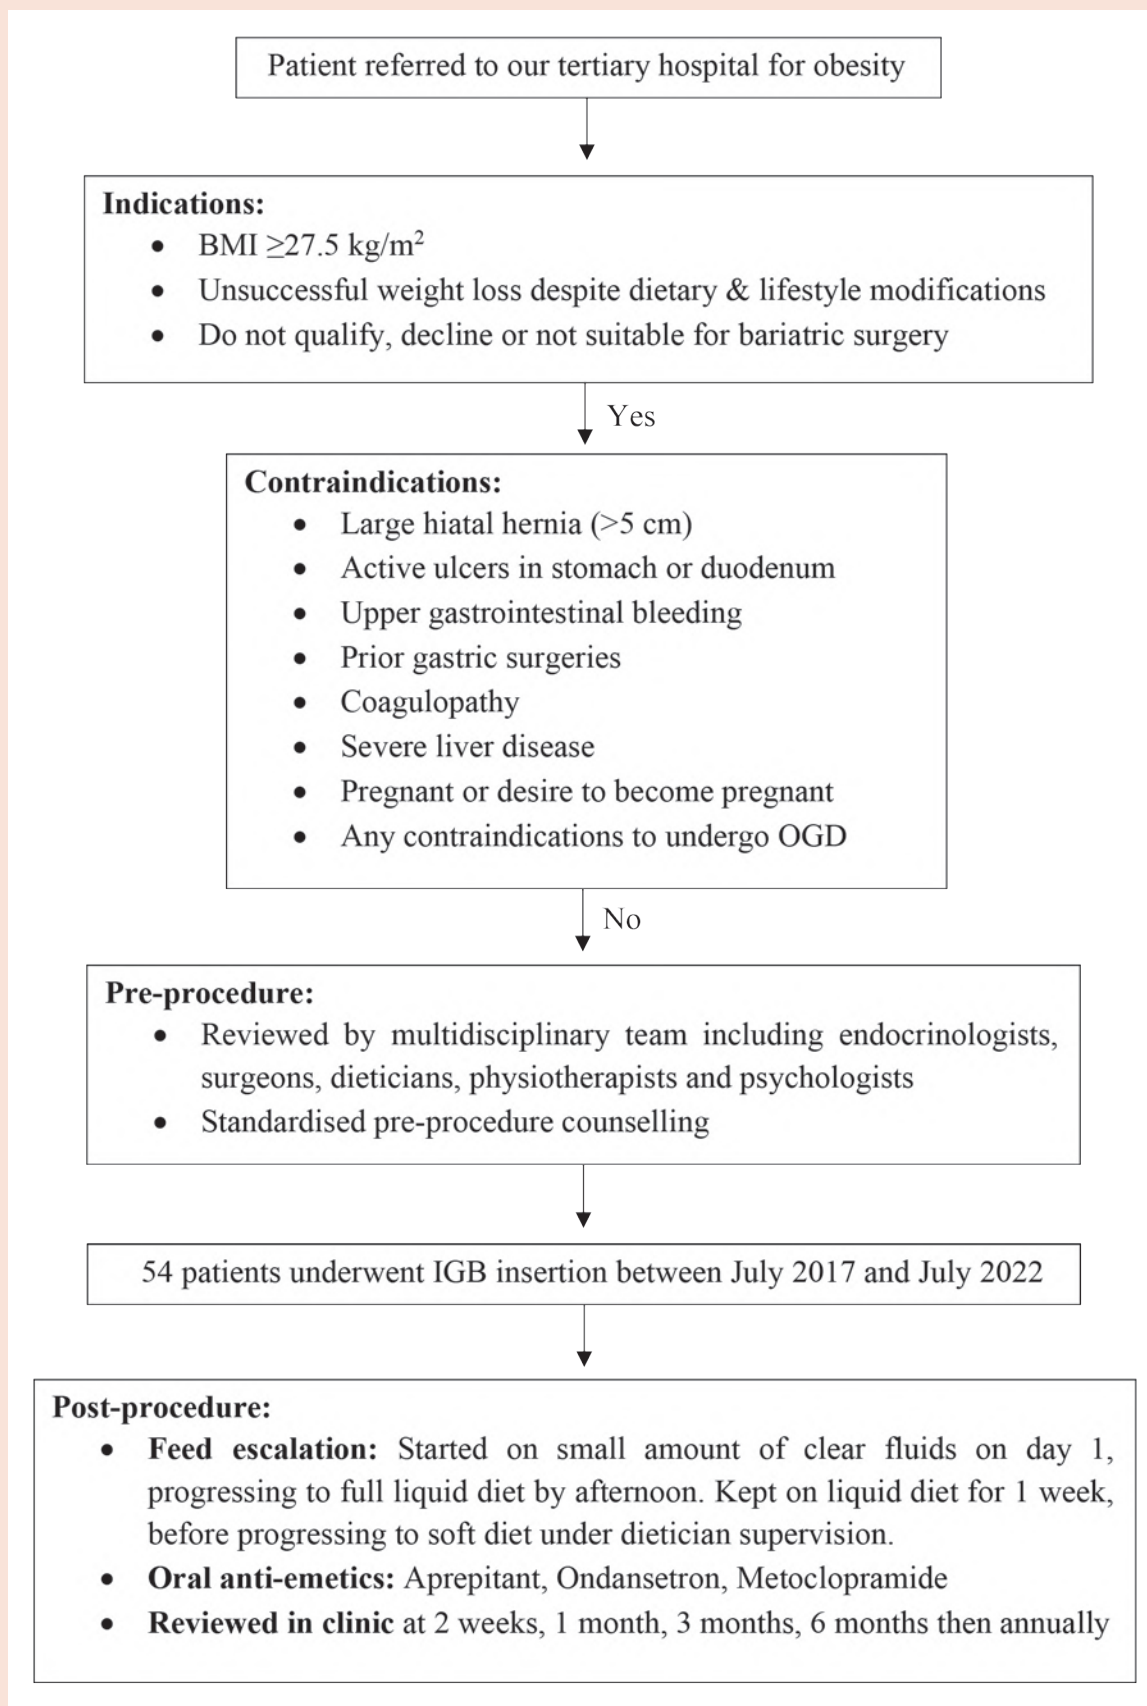 Patient referred to our tertiary hospital for obesity
Indications:
• BMI ≥27.5 kg/m²
• Unsuccessful weight loss despite dietary & lifestyle modifications
• Do not qualify, decline or not suitable for bariatric surgery
Yes
Contraindications:
• Large hiatal hernia (>5 cm)
• Active ulcers in stomach or duodenum
• Upper gastrointestinal bleeding
• Prior gastric surgeries
• Coagulopathy
• Severe liver disease
• Pregnant or desire to become pregnant
• Any contraindications to undergo OGD
No
Pre-procedure:
• Reviewed by multidisciplinary team including endocrinologists,
surgeons, dieticians, physiotherapists and psychologists
• Standardised pre-procedure counselling
54 patients underwent IGB insertion between July 2017 and July 2022
Post-procedure:
• Feed escalation: Started on small amount of clear fluids on day 1,
progressing to full liquid diet by afternoon. Kept on liquid diet for 1 week,
before progressing to soft diet under dietician supervision.
• Oral anti-emetics: Aprepitant, Ondansetron, Metoclopramide
• Reviewed in clinic at 2 weeks, 1 month, 3 months, 6 months then annually